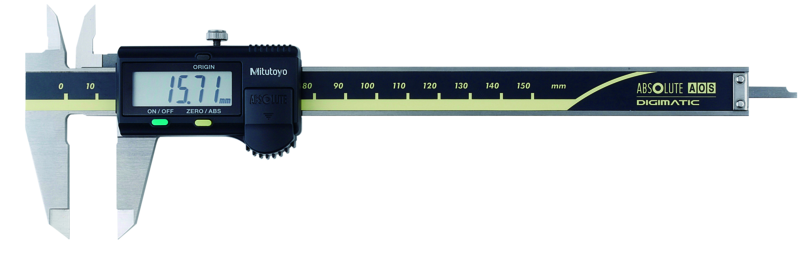 ORIGIN
Mitutoyo
0 10
15.71 mm
80 90 100 110 120 130 140 150 mm
ABSOLUTE AOS
DIGIMATIC
ON / OFF ZERO / ABS
ABSOLUTE